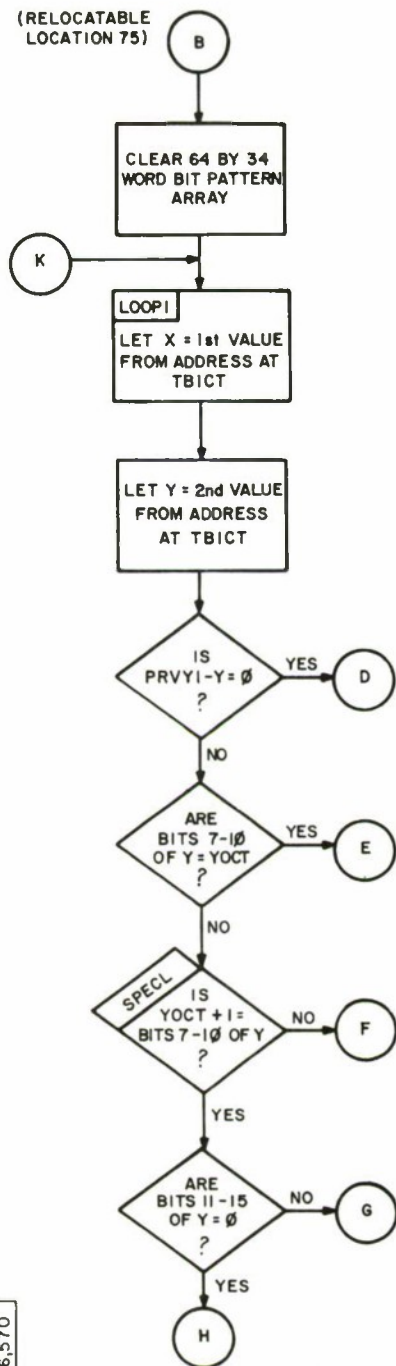 (RELOCATABLE
LOCATION 75)
B
CLEAR 64 BY 34
WORD BIT PATTERN
ARRAY
K
LOOP1
LET X = 1st VALUE
FROM ADDRESS AT
TBICT
LET Y = 2nd VALUE
FROM ADDRESS
AT TBICT
IS
PRVY1-Y = Ø
?
YES
D
NO
ARE
BITS 7-1Ø
OF Y = YOCT
?
YES
E
NO
SPECL
IS
YOCT + 1 =
BITS 7-1Ø OF Y
?
NO
F
YES
ARE
BITS 11-15
OF Y = Ø
?
NO
G
YES
H
6,570